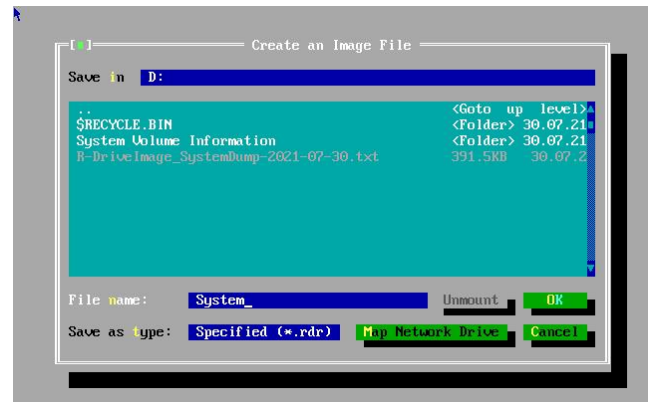 Create an Image File
Save in D:
.. <Goto up level>
$RECYCLE.BIN <Folder> 30.07.21
System Volume Information <Folder> 30.07.21
R-DriveImage_SystemDump-2021-07-30.txt 391.5KB 30.07.2
File name: System_ Unmount OK
Save as type: Specified (*.rdr) Map Network Drive Cancel